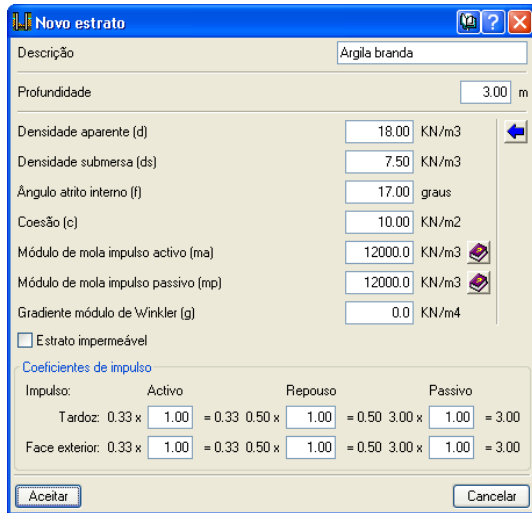 Novo estrato
Descrição Argila branda
Profundidade 3.00 m
Densidade aparente (d) 18.00 KN/m3
Densidade submersa (ds) 7.50 KN/m3
Ângulo atrito interno (f) 17.00 graus
Coesão (c) 10.00 KN/m2
Módulo de mola impulso activo (ma) 12000.0 KN/m3
Módulo de mola impulso passivo (mp) 12000.0 KN/m3
Gradiente módulo de Winkler (g) 0.0 KN/m4
Estrato impermeável
Coeficientes de impulso
Impulso: Activo Repouso Passivo
Tardoz: 0.33 x 1.00 = 0.33 0.50 x 1.00 = 0.50 3.00 x 1.00 = 3.00
Face exterior: 0.33 x 1.00 = 0.33 0.50 x 1.00 = 0.50 3.00 x 1.00 = 3.00
Aceitar Cancelar